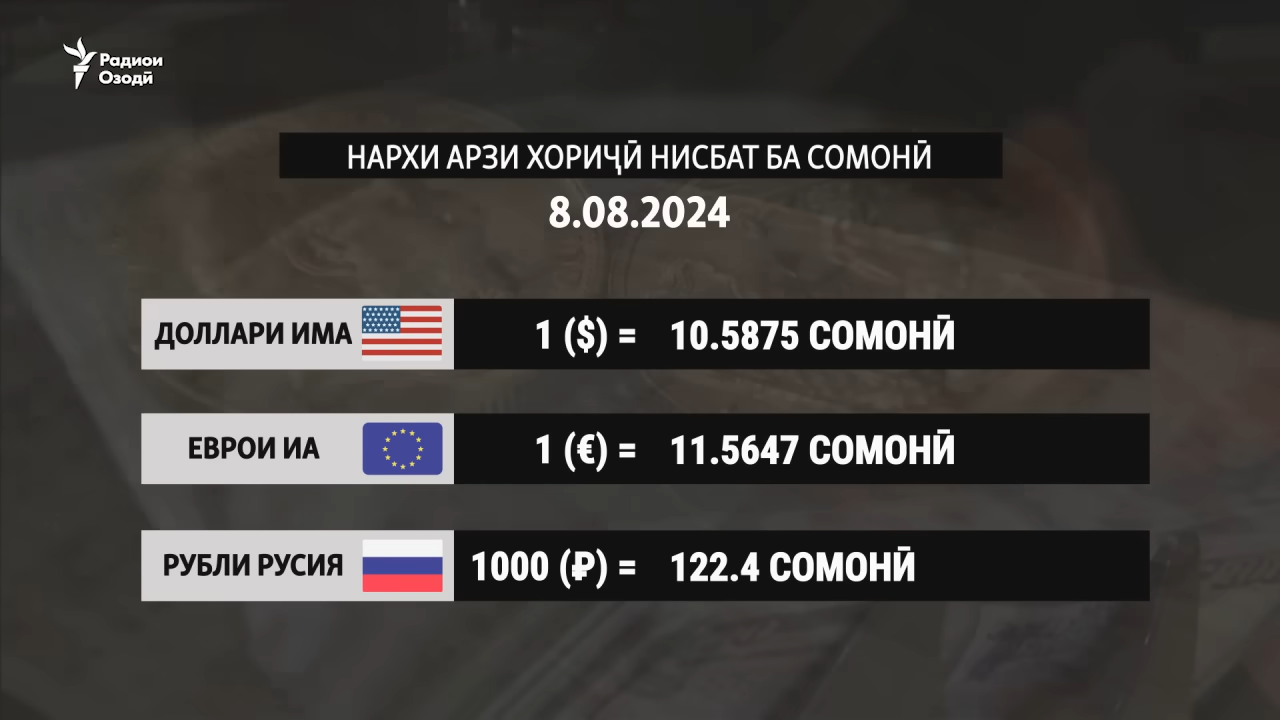 Радиои
Озодӣ
НАРХИ АРЗИ ХОРИҶӢ НИСБАТ БА СОМОНӢ
8.08.2024
ДОЛЛАРИ ИМА 1 ($) = 10.5875 СОМОНӢ
ЕВРОИ ИА 1 (€) = 11.5647 СОМОНӢ
РУБЛИ РУСИЯ 1000 (₽) = 122.4 СОМОНӢ